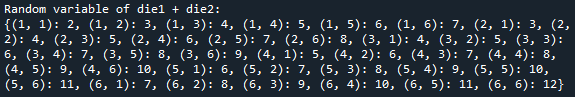 Random variable of die1 + die2:
{(1, 1): 2, (1, 2): 3, (1, 3): 4, (1, 4): 5, (1, 5): 6, (1, 6): 7, (2, 1): 3, (2,
2): 4, (2, 3): 5, (2, 4): 6, (2, 5): 7, (2, 6): 8, (3, 1): 4, (3, 2): 5, (3, 3):
6, (3, 4): 7, (3, 5): 8, (3, 6): 9, (4, 1): 5, (4, 2): 6, (4, 3): 7, (4, 4): 8,
(4, 5): 9, (4, 6): 10, (5, 1): 6, (5, 2): 7, (5, 3): 8, (5, 4): 9, (5, 5): 10,
(5, 6): 11, (6, 1): 7, (6, 2): 8, (6, 3): 9, (6, 4): 10, (6, 5): 11, (6, 6): 12}